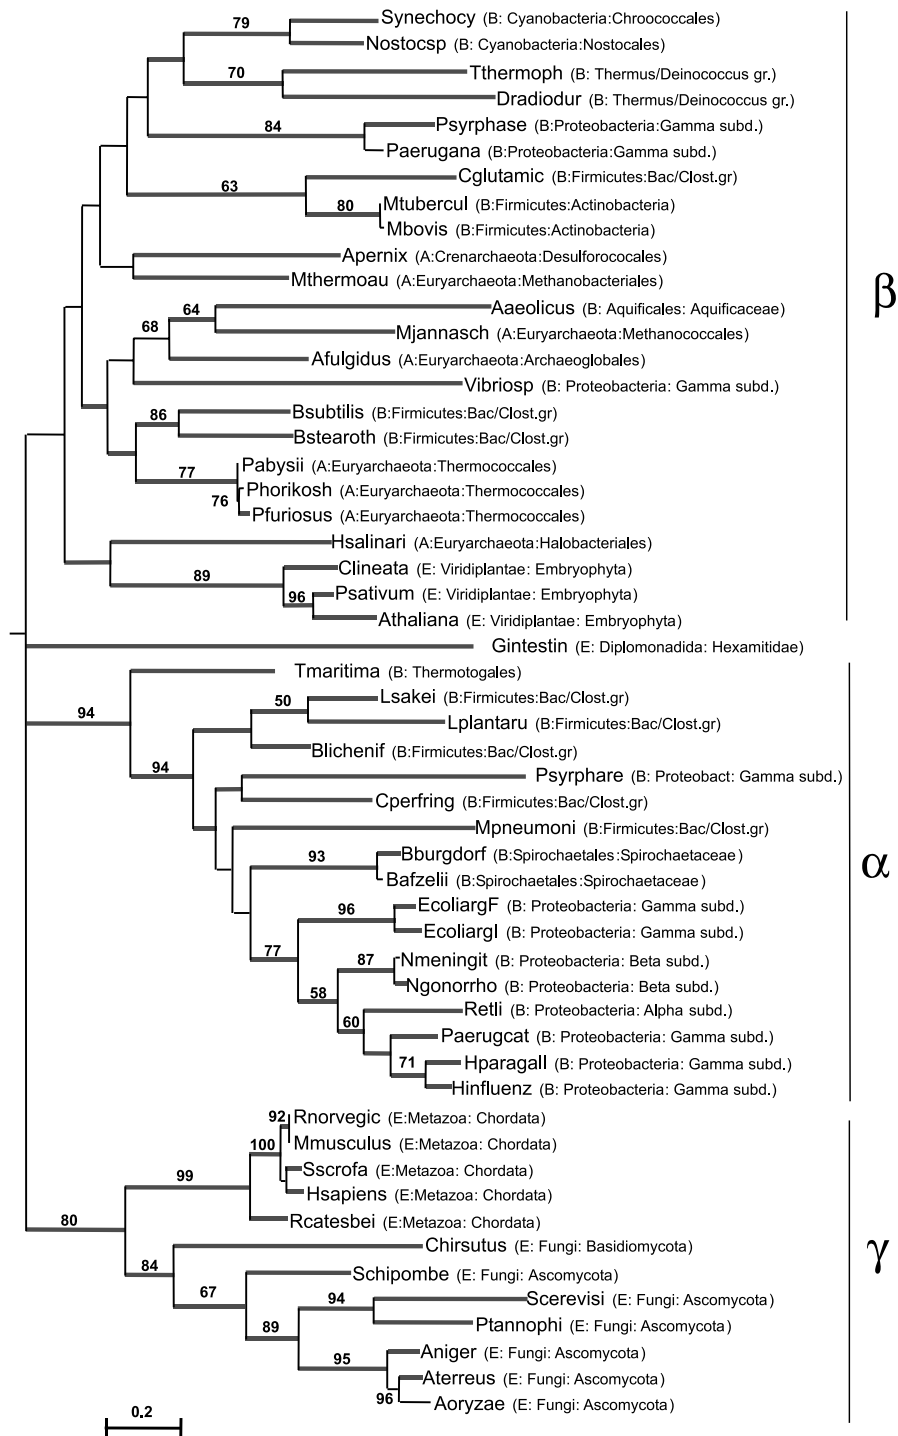 79
Synechocy (B: Cyanobacteria:Chroococcales)
Nostocsp (B: Cyanobacteria:Nostocales)
70
Tthermoph (B: Thermus/Deinococcus gr.)
Dradiodur (B: Thermus/Deinococcus gr.)
84
Psyrphase (B:Proteobacteria:Gamma subd.)
Paerugana (B:Proteobacteria:Gamma subd.)
63
Cglutamic (B:Firmicutes:Bac/Clost.gr)
80
Mtubercul (B:Firmicutes:Actinobacteria)
Mbovis (B:Firmicutes:Actinobacteria)
Apernix (A:Crenarchaeota:Desulforococales)
Mthermoau (A:Euryarchaeota:Methanobacteriales)
β
64
Aaeolicus (B: Aquificales: Aquificaceae)
68
Mjannasch (A:Euryarchaeota:Methanococcales)
Afulgidus (A:Euryarchaeota:Archaeoglobales)
Vibriosp (B: Proteobacteria: Gamma subd.)
86
Bsubtilis (B:Firmicutes:Bac/Clost.gr)
Bstearoth (B:Firmicutes:Bac/Clost.gr)
77
Pabysii (A:Euryarchaeota:Thermococcales)
76
Phorikosh (A:Euryarchaeota:Thermococcales)
Pfuriosus (A:Euryarchaeota:Thermococcales)
Hsalinari (A:Euryarchaeota:Halobacteriales)
89
Clineata (E: Viridiplantae: Embryophyta)
96
Psativum (E: Viridiplantae: Embryophyta)
Athaliana (E: Viridiplantae: Embryophyta)
Gintestin (E: Diplomonadida: Hexamitidae)
Tmaritima (B: Thermotogales)
94
50
Lsakei (B:Firmicutes:Bac/Clost.gr)
Lplantaru (B:Firmicutes:Bac/Clost.gr)
Blichenif (B:Firmicutes:Bac/Clost.gr)
94
Psyrphare (B: Proteobact: Gamma subd.)
Cperfring (B:Firmicutes:Bac/Clost.gr)
Mpneumoni (B:Firmicutes:Bac/Clost.gr)
93
Bburgdorf (B:Spirochaetales:Spirochaetaceae)
Bafzelii (B:Spirochaetales:Spirochaetaceae)
α
96
EcoliargF (B: Proteobacteria: Gamma subd.)
EcoliargI (B: Proteobacteria: Gamma subd.)
77
87
Nmeningit (B: Proteobacteria: Beta subd.)
Ngonorrho (B: Proteobacteria: Beta subd.)
58
Retli (B: Proteobacteria: Alpha subd.)
60
Paerugcat (B: Proteobacteria: Gamma subd.)
71
Hparagall (B: Proteobacteria: Gamma subd.)
Hinfluenz (B: Proteobacteria: Gamma subd.)
92
Rnorvegic (E:Metazoa: Chordata)
100
Mmusculus (E:Metazoa: Chordata)
Sscrofa (E:Metazoa: Chordata)
99
Hsapiens (E:Metazoa: Chordata)
80
Rcatesbei (E:Metazoa: Chordata)
Chirsutus (E: Fungi: Basidiomycota)
γ
84
Schipombe (E: Fungi: Ascomycota)
67
94
Scerevisi (E: Fungi: Ascomycota)
Ptannophi (E: Fungi: Ascomycota)
89
Aniger (E: Fungi: Ascomycota)
95
Aterreus (E: Fungi: Ascomycota)
96
Aoryzae (E: Fungi: Ascomycota)
0.2